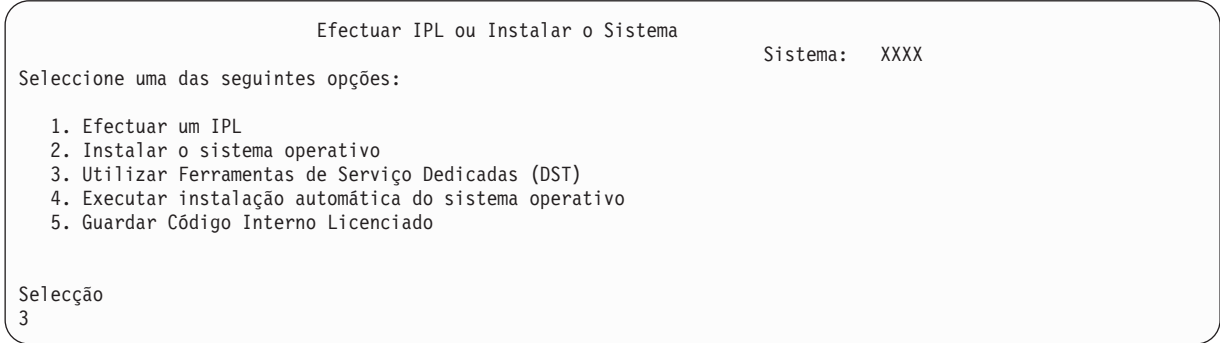 Efectuar IPL ou Instalar o Sistema
Sistema: XXXX
Seleccione uma das seguintes opções:
1. Efectuar um IPL
2. Instalar o sistema operativo
3. Utilizar Ferramentas de Serviço Dedicadas (DST)
4. Executar instalação automática do sistema operativo
5. Guardar Código Interno Licenciado
Selecção
3